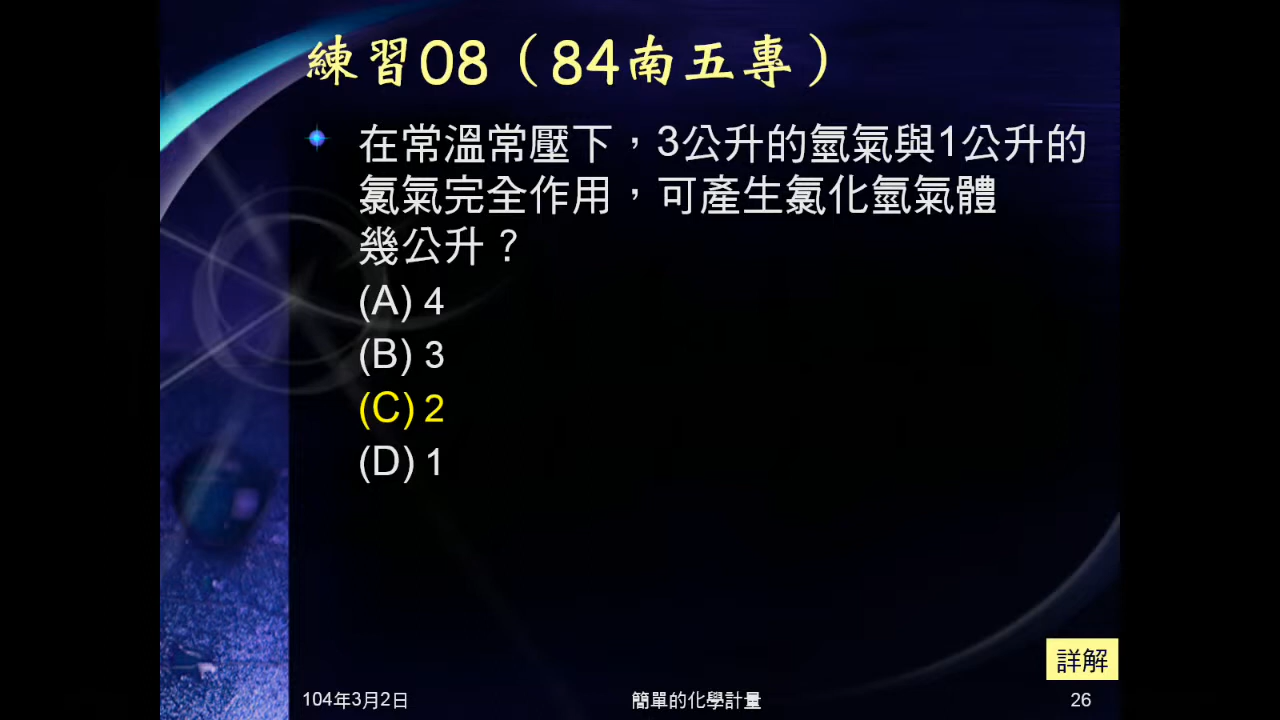 練習08（84南五專）
在常溫常壓下，3公升的氫氣與1公升的
氯氣完全作用，可產生氯化氫氣體
幾公升？
(A) 4
(B) 3
(C) 2
(D) 1
詳解
104年3月2日
簡單的化學計量
26